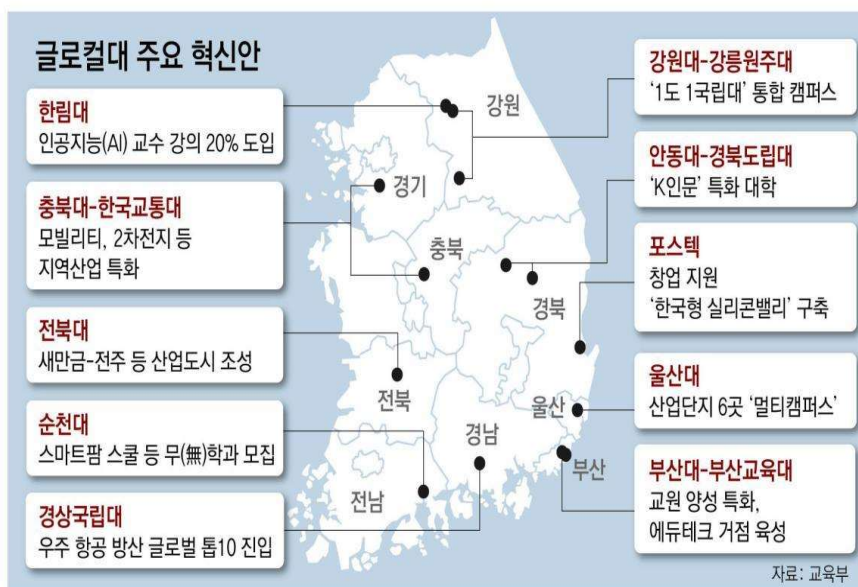 글로컬대 주요 혁신안
한림대
인공지능(AI) 교수 강의 20% 도입
충북대-한국교통대
모빌리티, 2차전지 등
지역산업 특화
전북대
새만금-전주 등 산업도시 조성
순천대
스마트팜 스쿨 등 무(無)학과 모집
경상국립대
우주 항공 방산 글로벌 톱10 진입
강원
경기
충북
경북
전북
울산
경남
부산
전남
강원대-강릉원주대
‘1도 1국립대’ 통합 캠퍼스
안동대-경북도립대
‘K인문’ 특화 대학
포스텍
창업 지원
‘한국형 실리콘밸리’ 구축
울산대
산업단지 6곳 ‘멀티캠퍼스’
부산대-부산교육대
교원 양성 특화,
에듀테크 거점 육성
자료: 교육부